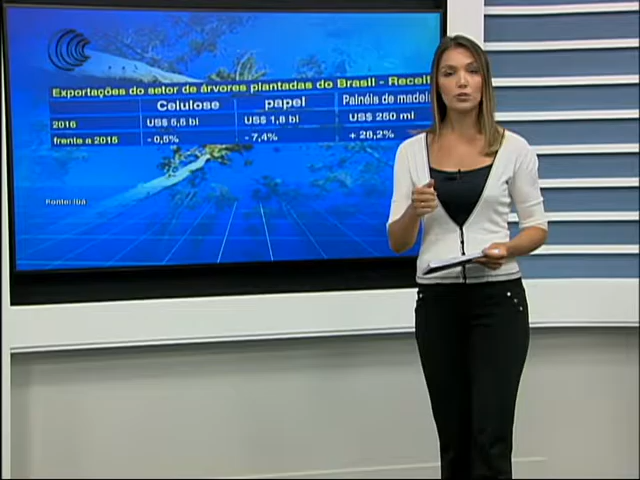 Exportações do setor de árvores plantadas do Brasil - Receit
Celulose papel Painéis de madeir
2016 US$ 5,5 bi US$ 1,8 bi US$ 250 mi
frente a 2015 - 0,5% - 7,4% + 28,2%
Fonte: Ibá